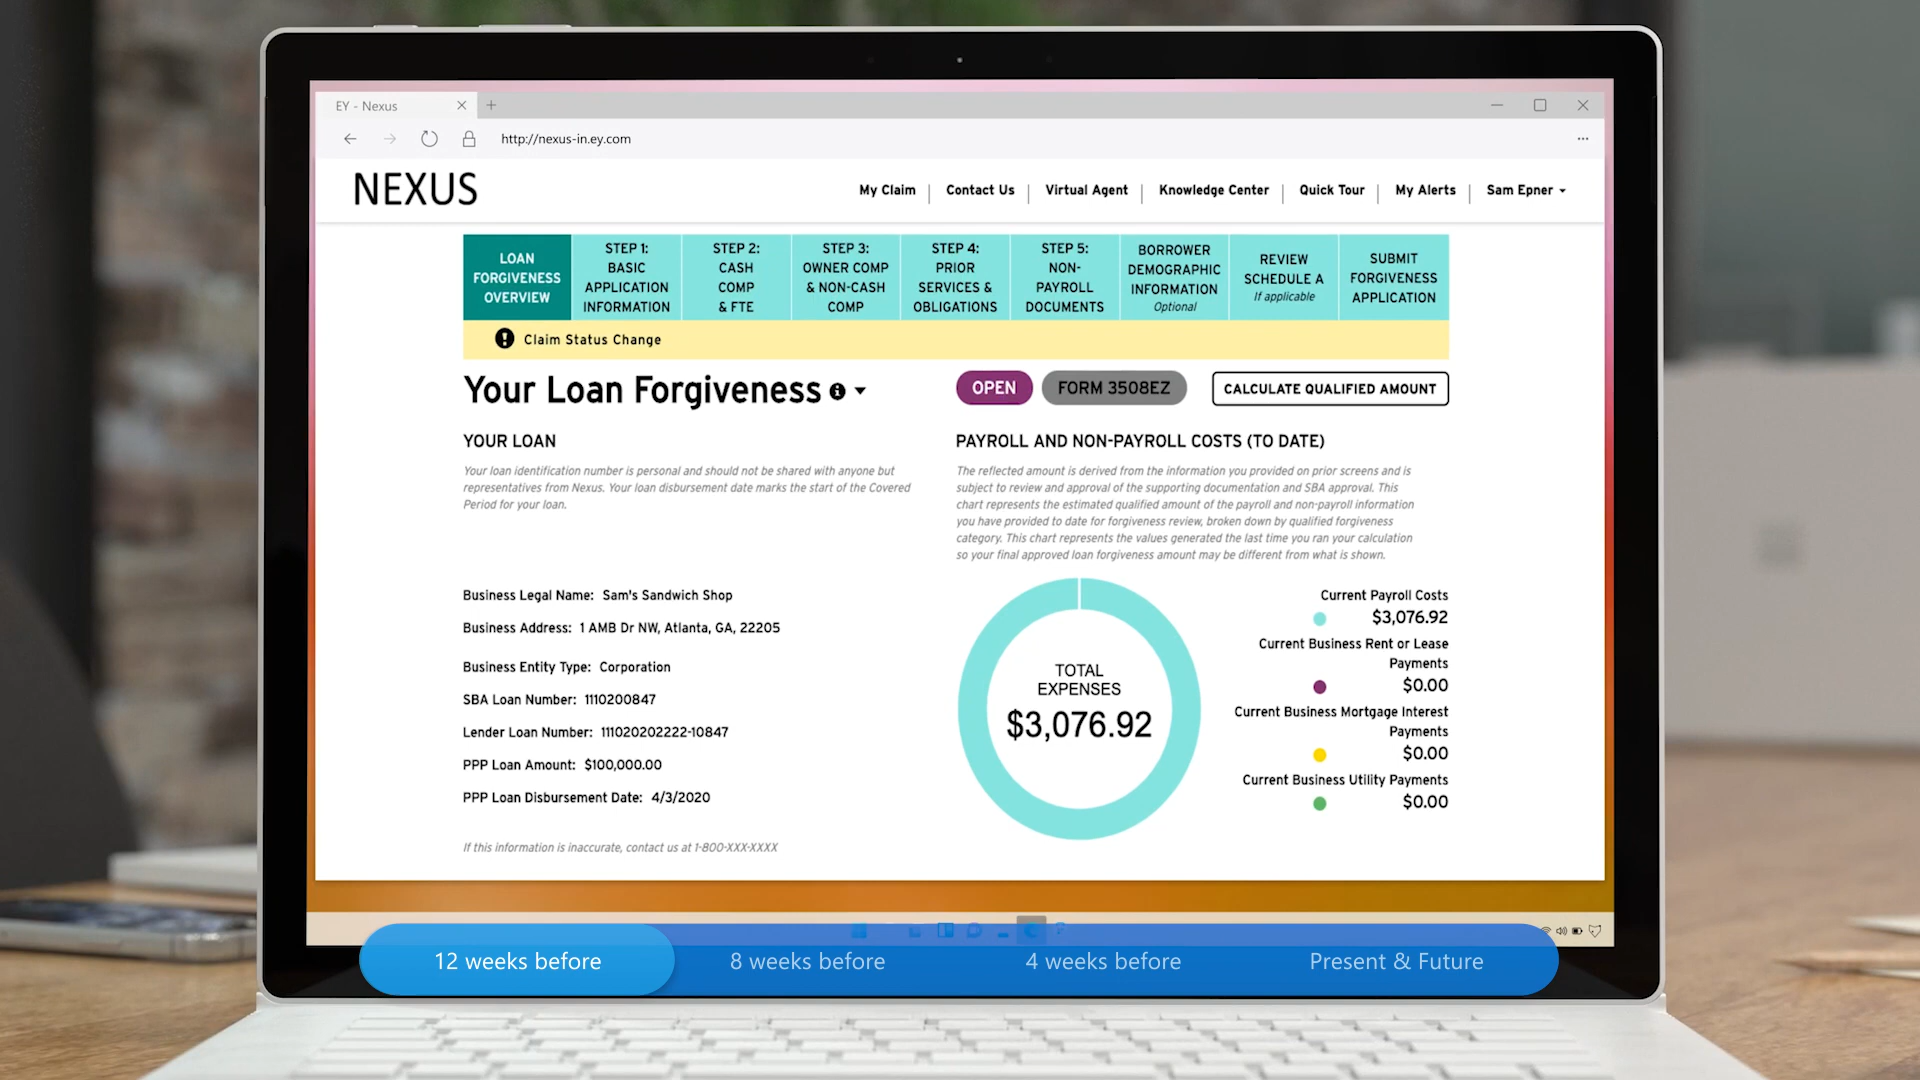 EY - Nexus
http://nexus-in.ey.com
NEXUS
My Claim
Contact Us
Virtual Agent
Knowledge Center
Quick Tour
My Alerts
Sam Epner
LOAN
FORGIVENESS
OVERVIEW
STEP 1:
BASIC
APPLICATION
INFORMATION
STEP 2:
CASH
COMP
& FTE
STEP 3:
OWNER COMP
& NON-CASH
COMP
STEP 4:
PRIOR
SERVICES &
OBLIGATIONS
STEP 5:
NON-
PAYROLL
DOCUMENTS
BORROWER
DEMOGRAPHIC
INFORMATION
Optional
REVIEW
SCHEDULE A
If applicable
SUBMIT
FORGIVENESS
APPLICATION
Claim Status Change
Your Loan Forgiveness
OPEN
FORM 3508EZ
CALCULATE QUALIFIED AMOUNT
YOUR LOAN
Your loan identification number is personal and should not be shared with anyone but
representatives from Nexus. Your loan disbursement date marks the start of the Covered
Period for your loan.
Business Legal Name: Sam's Sandwich Shop
Business Address: 1 AMB Dr NW, Atlanta, GA, 22205
Business Entity Type: Corporation
SBA Loan Number: 1110200847
Lender Loan Number: 111020202222-10847
PPP Loan Amount: $100,000.00
PPP Loan Disbursement Date: 4/3/2020
If this information is inaccurate, contact us at 1-800-XXX-XXXX
PAYROLL AND NON-PAYROLL COSTS (TO DATE)
The reflected amount is derived from the information you provided on prior screens and is
subject to review and approval of the supporting documentation and SBA approval. This
chart represents the estimated qualified amount of the payroll and non-payroll information
you have provided to date for forgiveness review, broken down by qualified forgiveness
category. This chart represents the values generated the last time you ran your calculation
so your final approved loan forgiveness amount may be different from what is shown.
TOTAL
EXPENSES
$3,076.92
Current Payroll Costs
$3,076.92
Current Business Rent or Lease
Payments
$0.00
Current Business Mortgage Interest
Payments
$0.00
Current Business Utility Payments
$0.00
12 weeks before
8 weeks before
4 weeks before
Present & Future